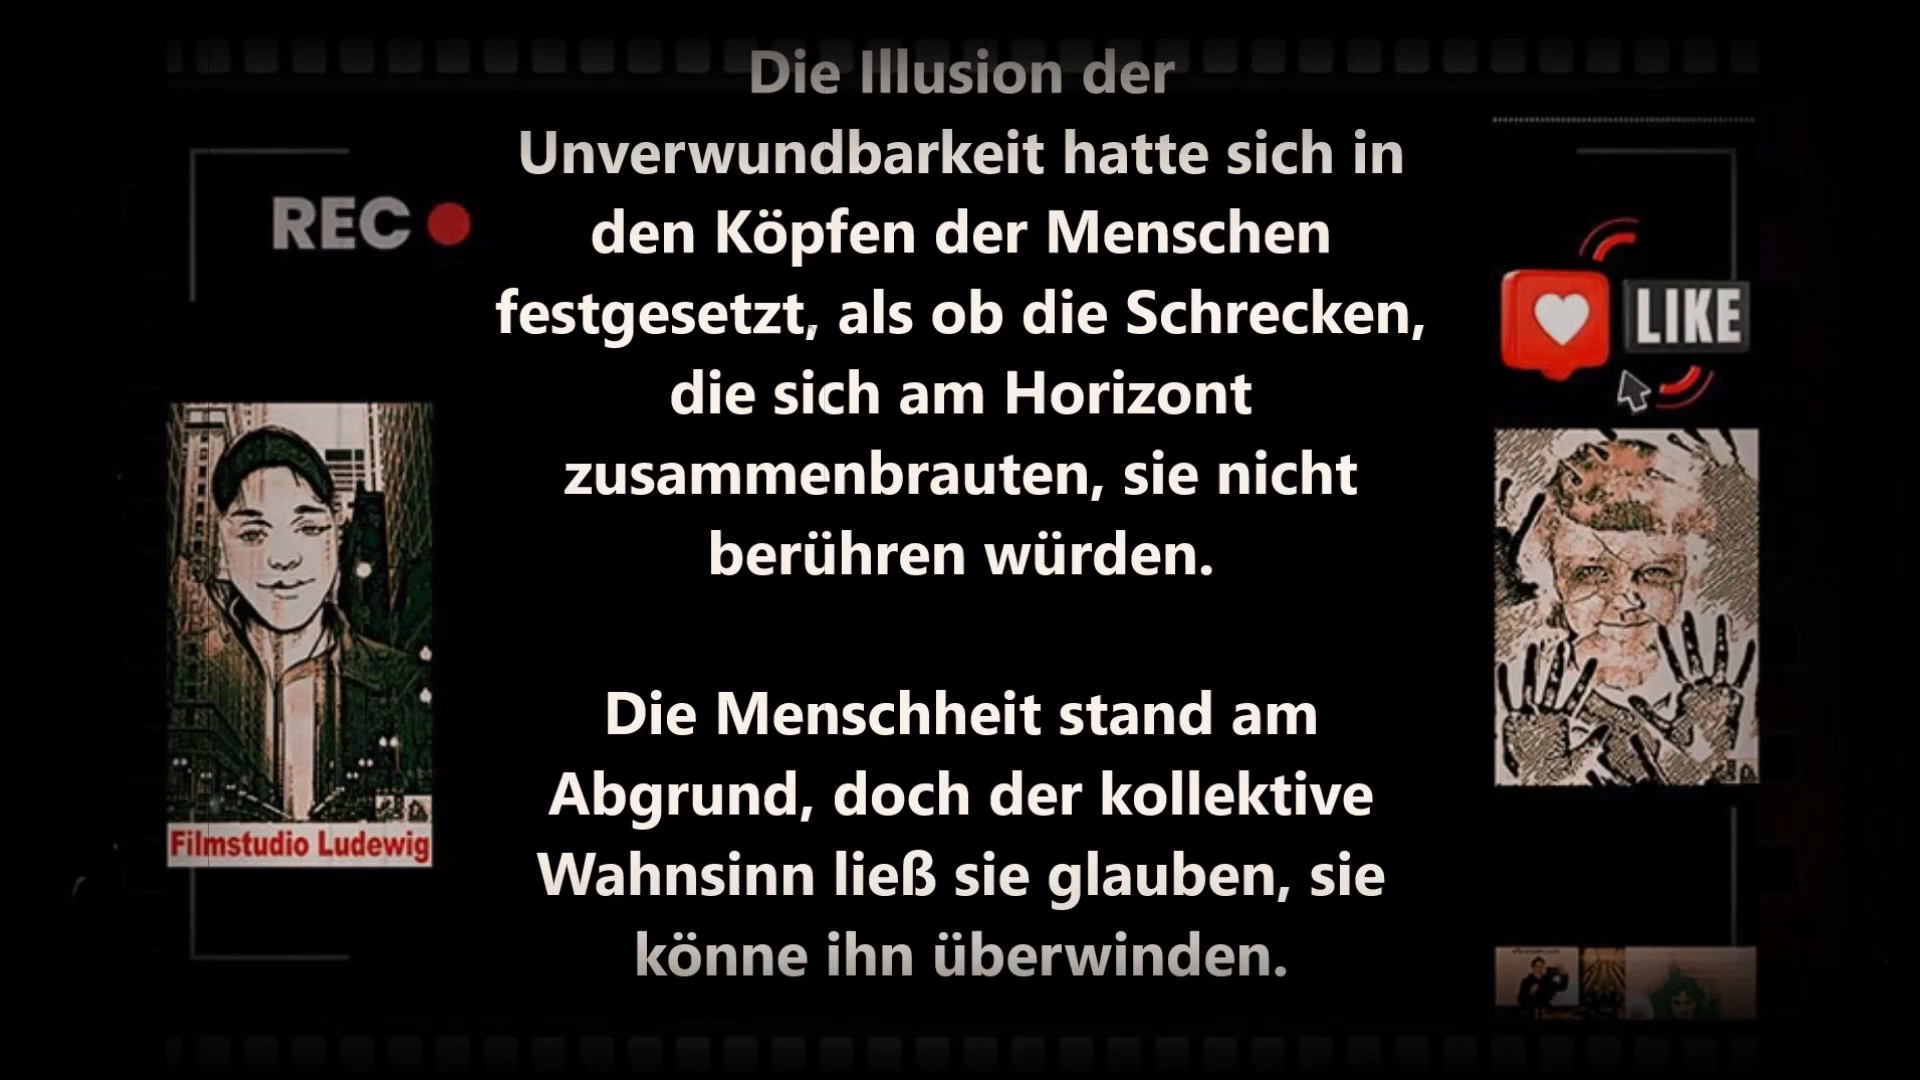 Die Illusion der
Unverwundbarkeit hatte sich in
den Köpfen der Menschen
festgesetzt, als ob die Schrecken,
die sich am Horizont
zusammenbrauten, sie nicht
berühren würden.
Die Menschheit stand am
Abgrund, doch der kollektive
Wahnsinn ließ sie glauben, sie
könne ihn überwinden.
REC
LIKE
Filmstudio Ludewig